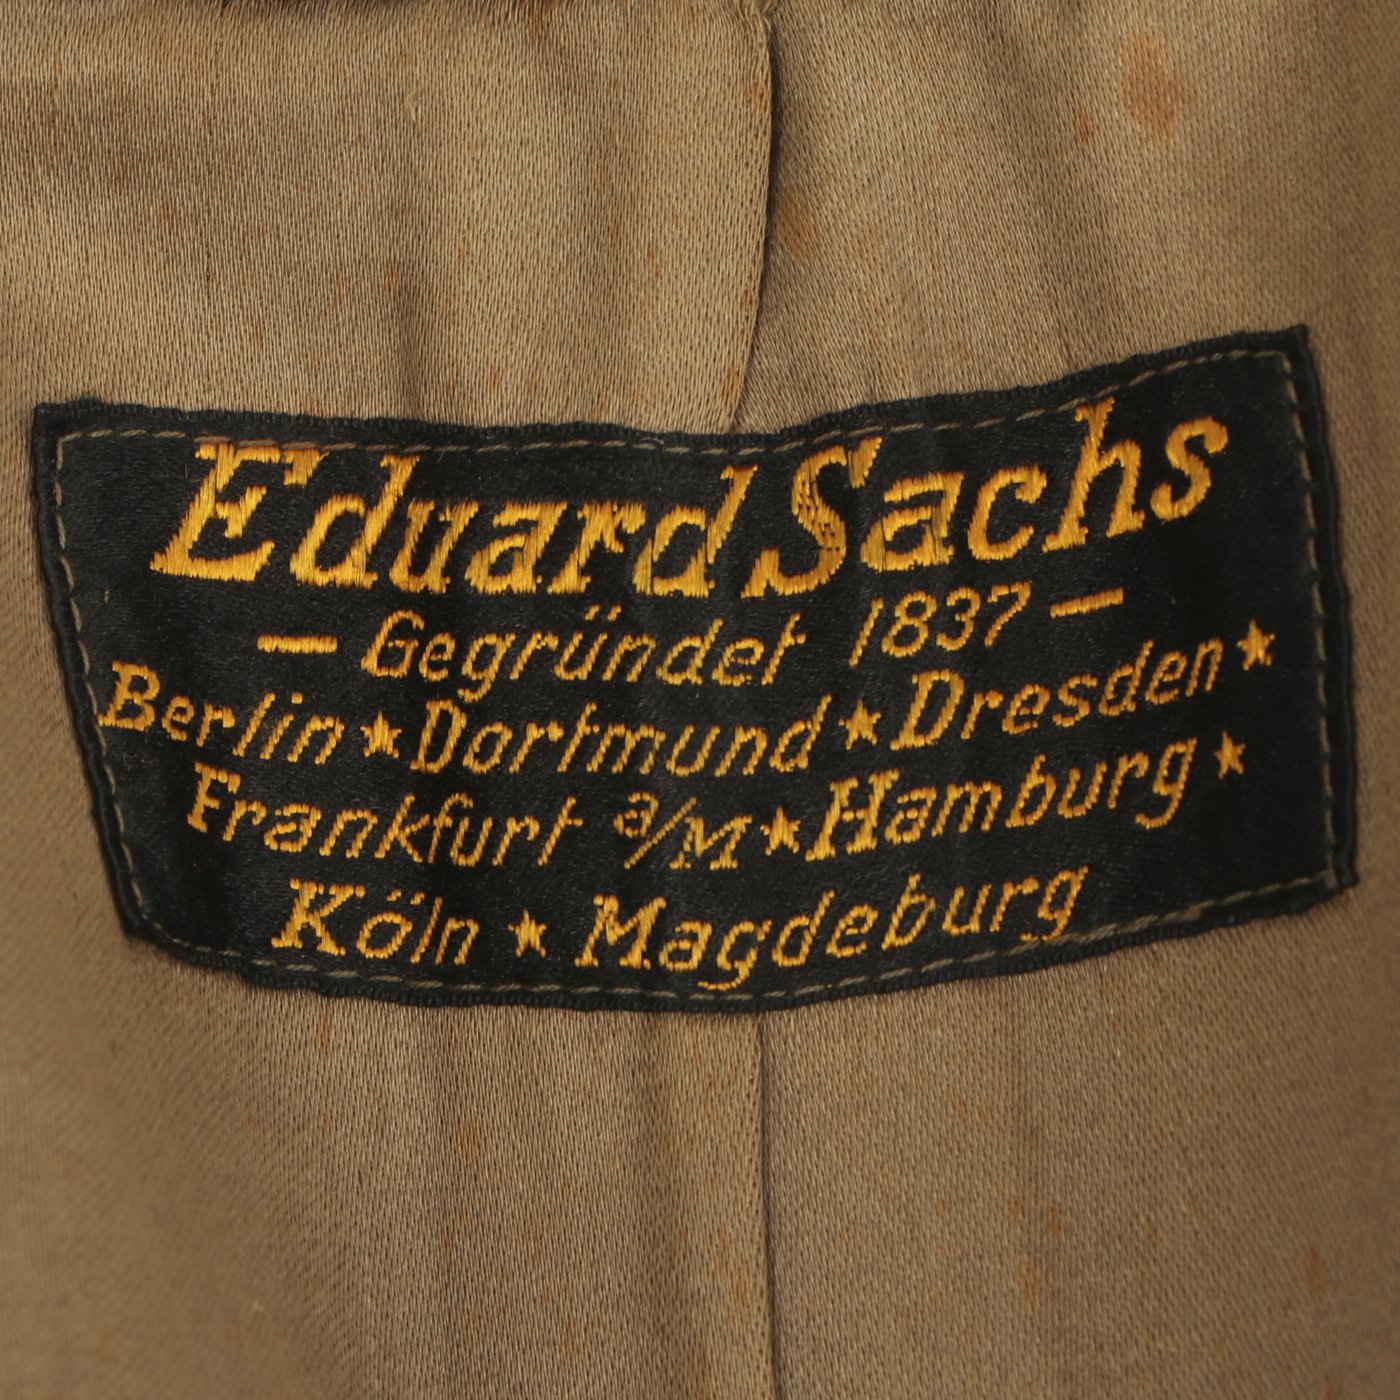 Eduard Sachs
— Gegründet 1837 —
Berlin ★ Dortmund ★ Dresden ★
Frankfurt a/M ★ Hamburg ★
Köln ★ Magdeburg